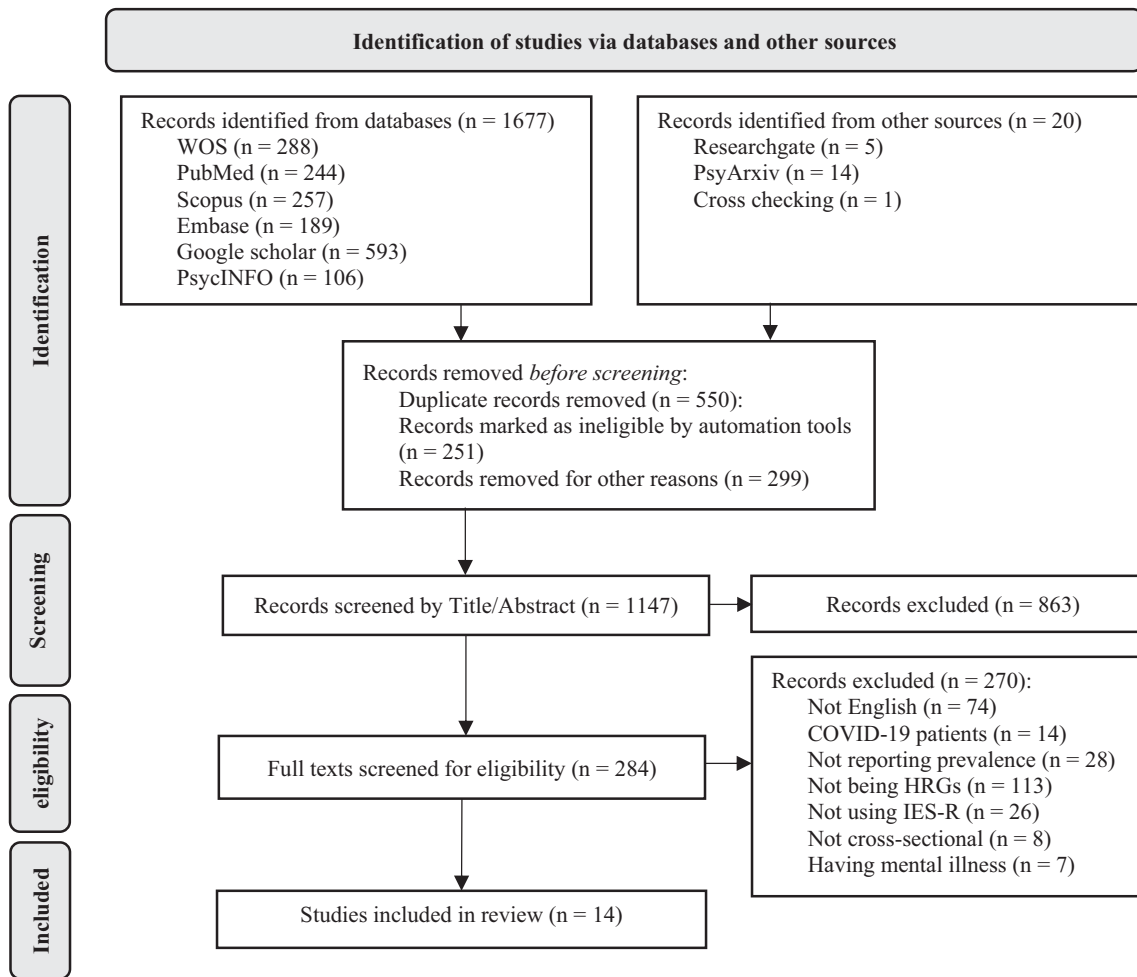 Identification of studies via databases and other sources
Identification
Records identified from databases (n = 1677)
WOS (n = 288)
PubMed (n = 244)
Scopus (n = 257)
Embase (n = 189)
Google scholar (n = 593)
PsycINFO (n = 106)
Records identified from other sources (n = 20)
Researchgate (n = 5)
PsyArxiv (n = 14)
Cross checking (n = 1)
Records removed before screening:
Duplicate records removed (n = 550):
Records marked as ineligible by automation tools
(n = 251)
Records removed for other reasons (n = 299)
Screening
Records screened by Title/Abstract (n = 1147)
Records excluded (n = 863)
eligibility
Full texts screened for eligibility (n = 284)
Records excluded (n = 270):
Not English (n = 74)
COVID-19 patients (n = 14)
Not reporting prevalence (n = 28)
Not being HRGs (n = 113)
Not using IES-R (n = 26)
Not cross-sectional (n = 8)
Having mental illness (n = 7)
Included
Studies included in review (n = 14)